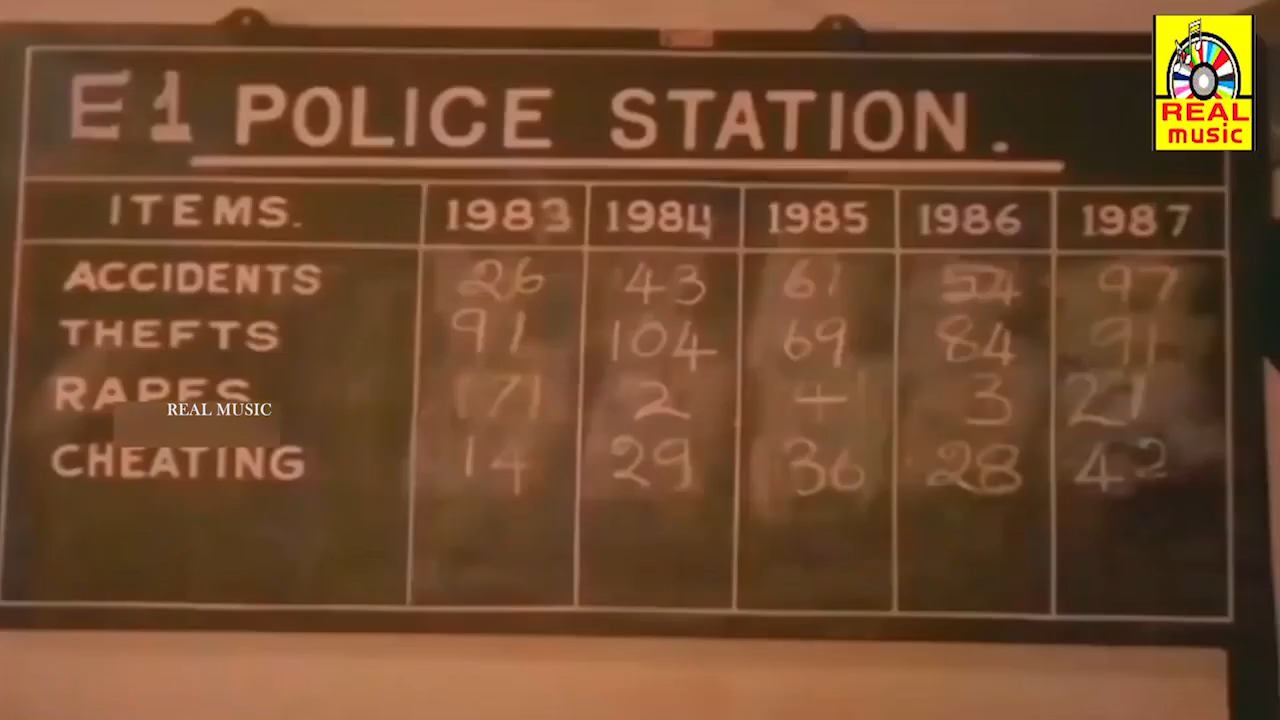 E1 POLICE STATION.
REAL
music
ITEMS. 1983 1984 1985 1986 1987
ACCIDENTS 26 43 61 54 97
THEFTS 91 104 69 84 91
RAPES 2 3 21
REAL MUSIC
CHEATING 14 29 36 28 42